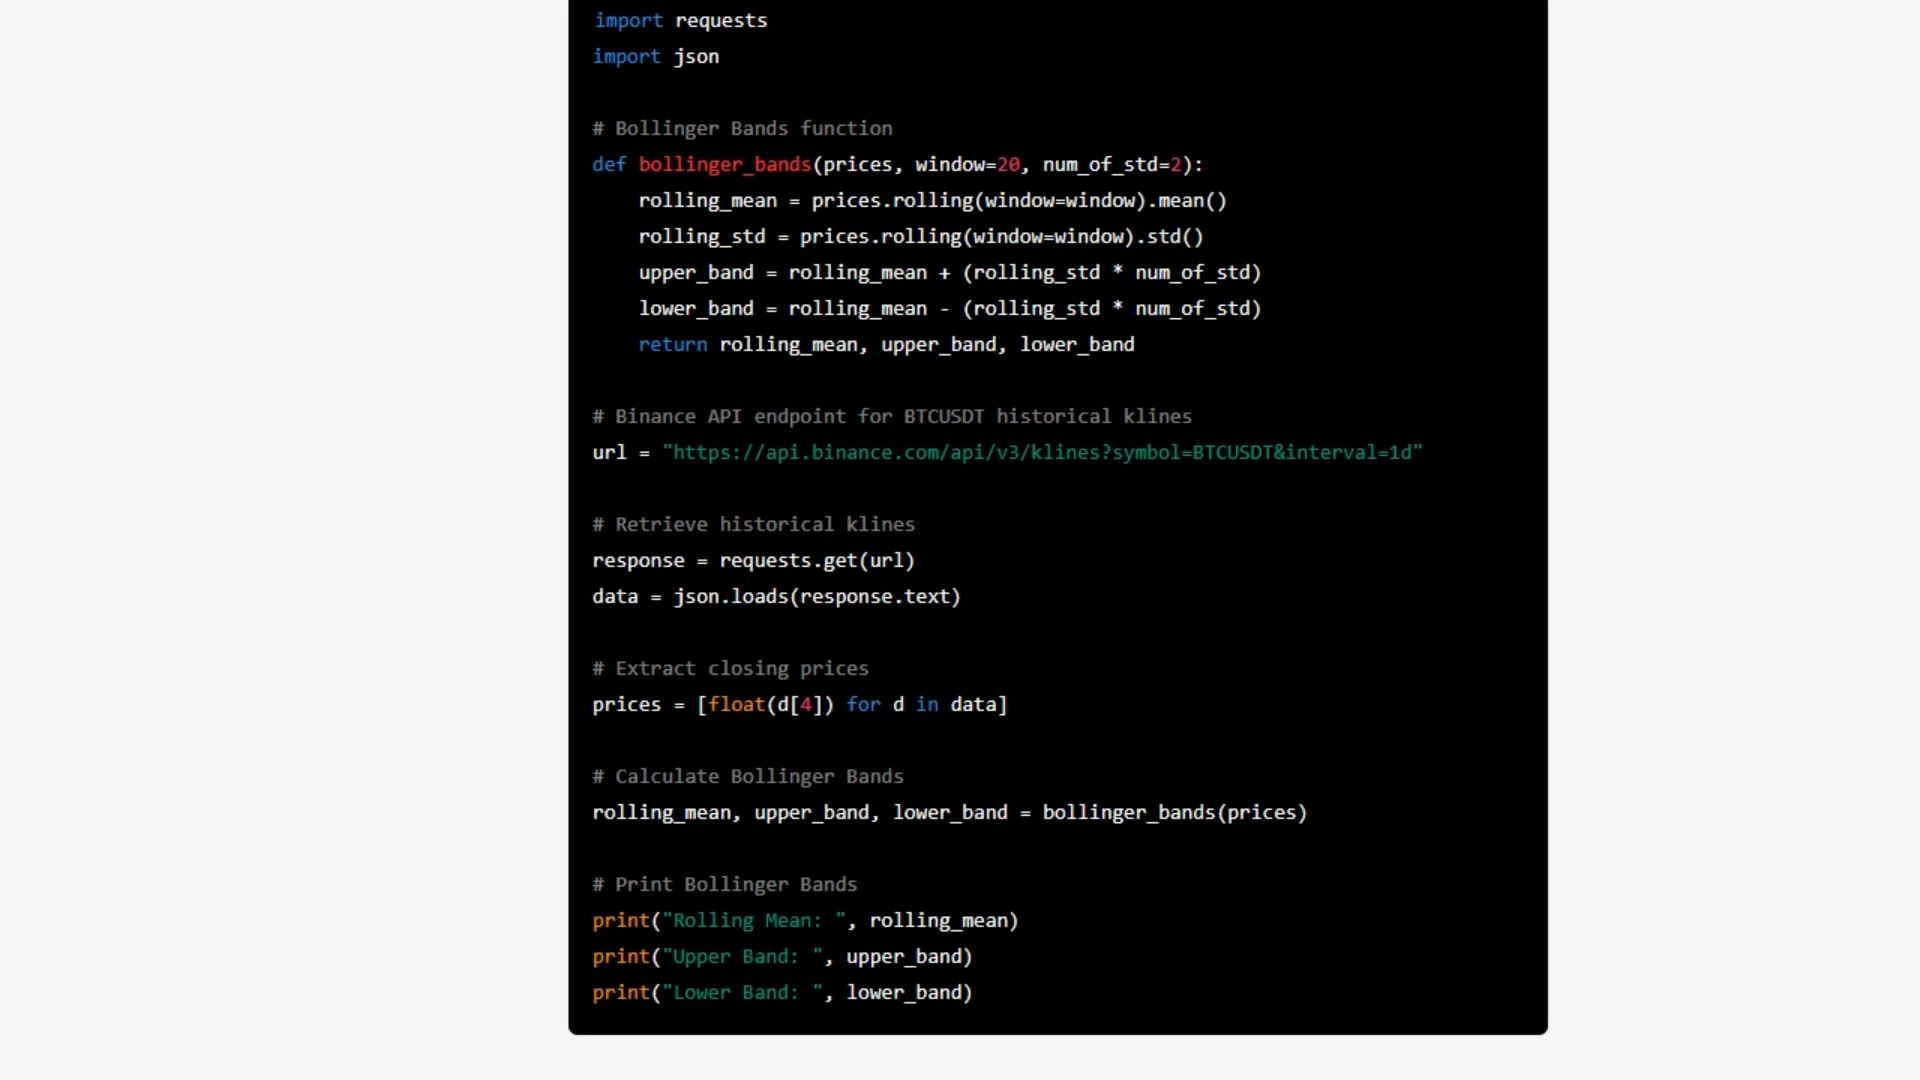 import requests
import json
# Bollinger Bands function
def bollinger_bands(prices, window=20, num_of_std=2):
    rolling_mean = prices.rolling(window=window).mean()
    rolling_std = prices.rolling(window=window).std()
    upper_band = rolling_mean + (rolling_std * num_of_std)
    lower_band = rolling_mean - (rolling_std * num_of_std)
    return rolling_mean, upper_band, lower_band
# Binance API endpoint for BTCUSDT historical klines
url = "https://api.binance.com/api/v3/klines?symbol=BTCUSDT&interval=1d"
# Retrieve historical klines
response = requests.get(url)
data = json.loads(response.text)
# Extract closing prices
prices = [float(d[4]) for d in data]
# Calculate Bollinger Bands
rolling_mean, upper_band, lower_band = bollinger_bands(prices)
# Print Bollinger Bands
print("Rolling Mean: ", rolling_mean)
print("Upper Band: ", upper_band)
print("Lower Band: ", lower_band)